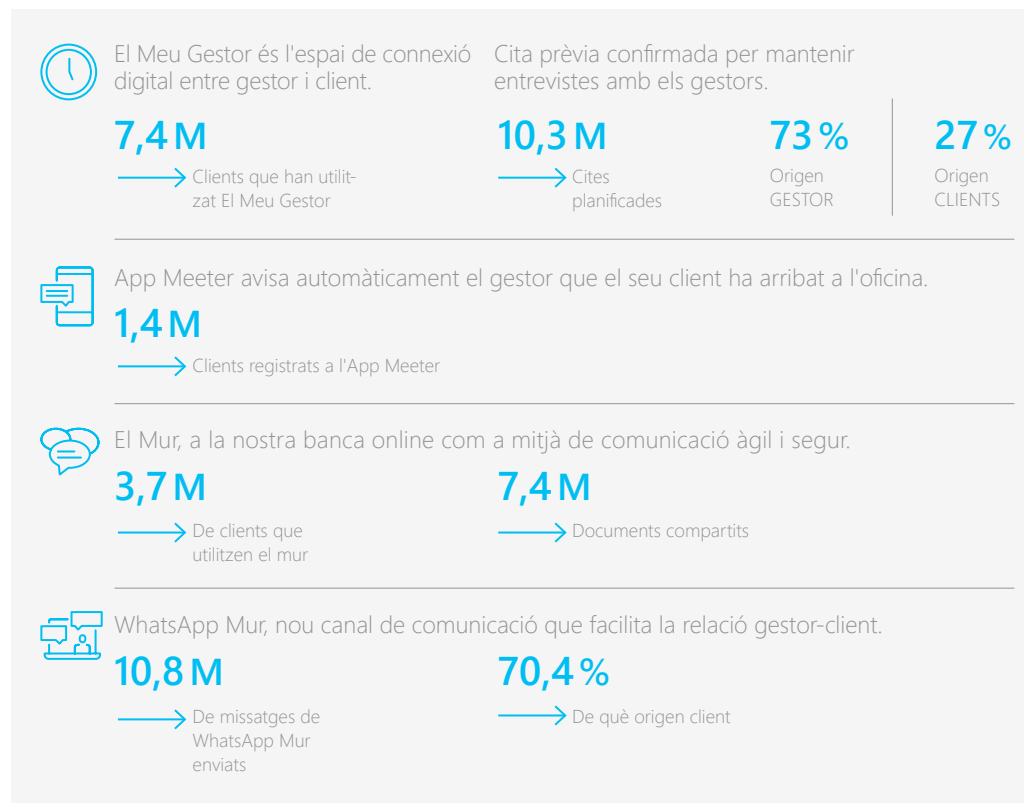 El Meu Gestor és l'espai de connexió
digital entre gestor i client.
7,4 M
Clients que han utilit-
zat El Meu Gestor
Cita prèvia confirmada per mantenir
entrevistes amb els gestors.
10,3 M
Cites
planificades
73 %
Origen
GESTOR
27 %
Origen
CLIENTS
App Meeter avisa automàticament el gestor que el seu client ha arribat a l'oficina.
1,4 M
Clients registrats a l'App Meeter
El Mur, a la nostra banca online com a mitjà de comunicació àgil i segur.
3,7 M
De clients que
utilitzen el mur
7,4 M
Documents compartits
WhatsApp Mur, nou canal de comunicació que facilita la relació gestor-client.
10,8 M
De missatges de
WhatsApp Mur
enviats
70,4 %
De què origen client